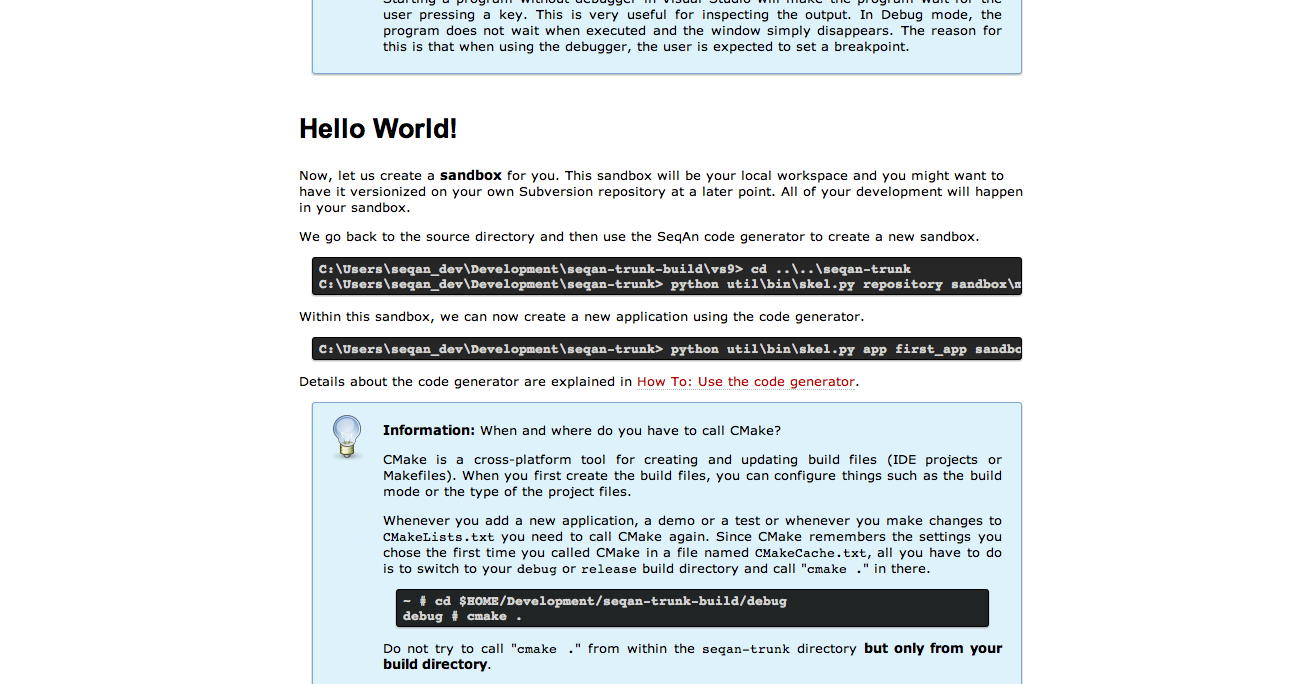 user pressing a key. This is very useful for inspecting the output. In Debug mode, the
program does not wait when executed and the window simply disappears. The reason for
this is that when using the debugger, the user is expected to set a breakpoint.
Hello World!
Now, let us create a sandbox for you. This sandbox will be your local workspace and you might want to
have it versionized on your own Subversion repository at a later point. All of your development will happen
in your sandbox.
We go back to the source directory and then use the SeqAn code generator to create a new sandbox.
C:\Users\seqan_dev\Development\seqan-trunk-build\vs9> cd ..\..\seqan-trunk
C:\Users\seqan_dev\Development\seqan-trunk> python util\bin\skel.py repository sandbox\m
Within this sandbox, we can now create a new application using the code generator.
C:\Users\seqan_dev\Development\seqan-trunk> python util\bin\skel.py app first_app sandbo
Details about the code generator are explained in How To: Use the code generator.
Information: When and where do you have to call CMake?
CMake is a cross-platform tool for creating and updating build files (IDE projects or
Makefiles). When you first create the build files, you can configure things such as the build
mode or the type of the project files.
Whenever you add a new application, a demo or a test or whenever you make changes to
CMakeLists.txt you need to call CMake again. Since CMake remembers the settings you
chose the first time you called CMake in a file named CMakeCache.txt, all you have to do
is to switch to your debug or release build directory and call "cmake ." in there.
~ # cd $HOME/Development/seqan-trunk-build/debug
debug # cmake .
Do not try to call "cmake ." from within the seqan-trunk directory but only from your
build directory.